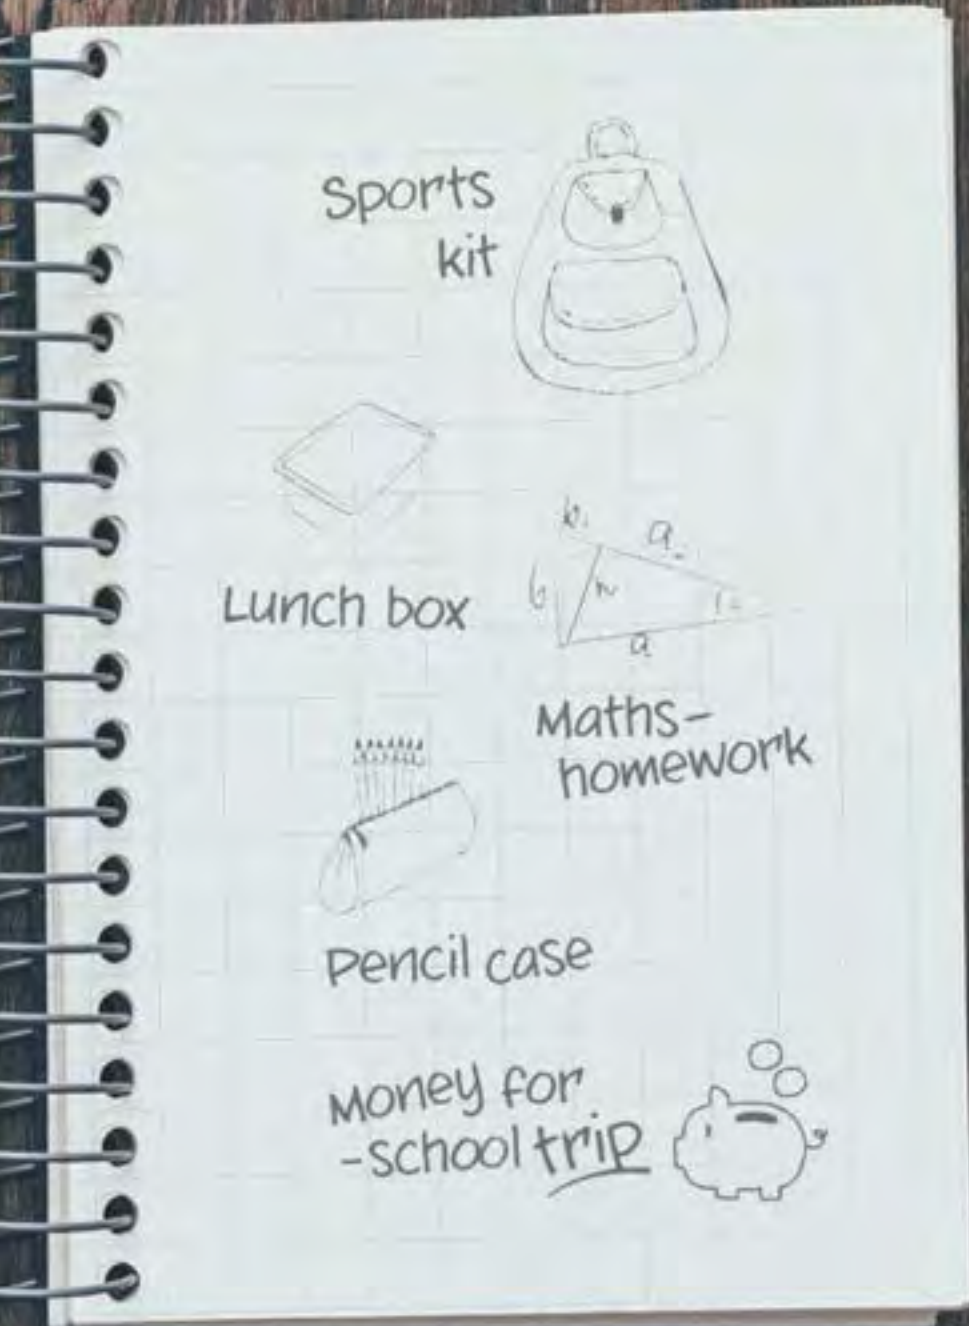 Sports
kit
Lunch box
b.
a
b
h
a
Maths-
homework
Pencil case
Money for
-school trip